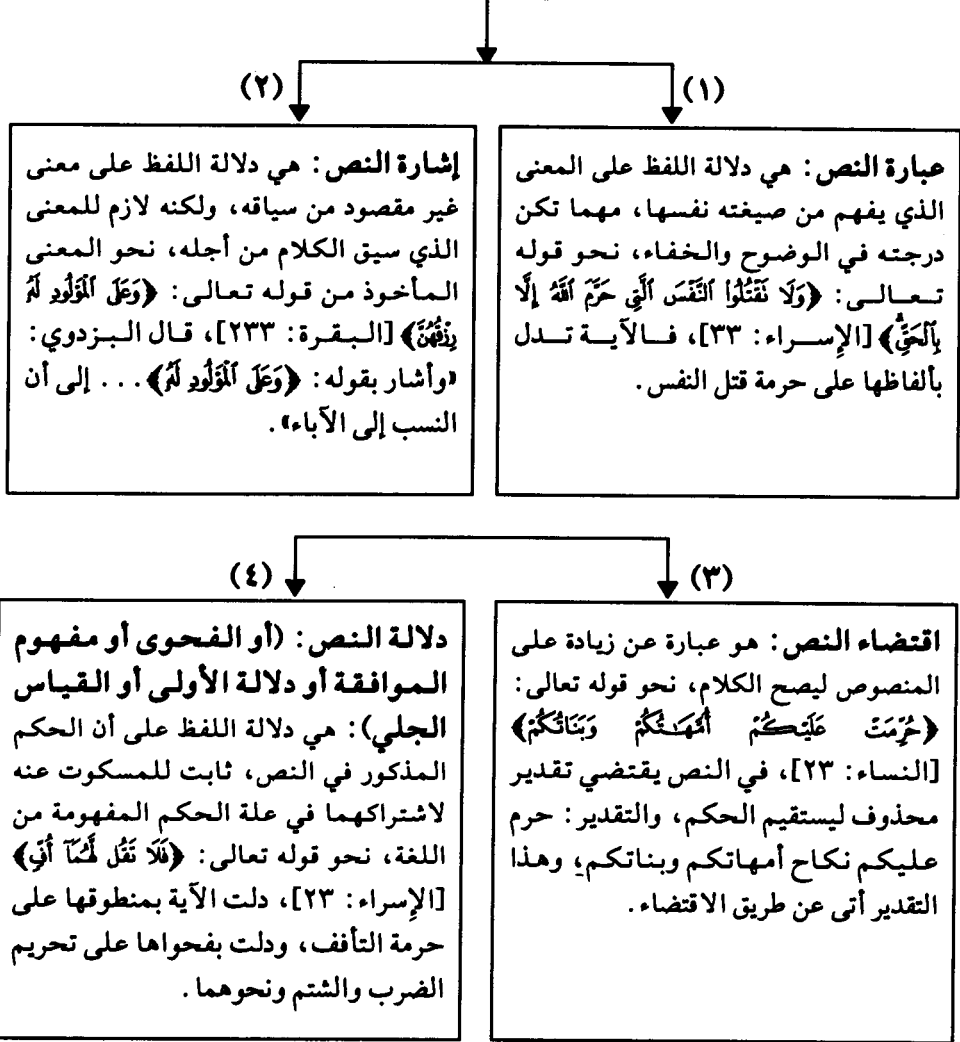 (١)
عبارة النص: هي دلالة اللفظ على المعنى
الذي يفهم من صيغته نفسها، مهما تكن
درجته في الوضوح والخفاء، نحو قوله
تعالى: ﴿وَلَا نَقْتُلُوا۟ ٱلنَّفْسَ ٱلَّتِى حَرَّمَ ٱللَّهُ إِلَّا
بِٱلْحَقِّ﴾ [الإسراء: ٣٣]، فالآية تدل
بألفاظها على حرمة قتل النفس.
(٢)
إشارة النص: هي دلالة اللفظ على معنى
غير مقصود من سياقه، ولكنه لازم للمعنى
الذي سيق الكلام من أجله، نحو المعنى
المأخوذ من قوله تعالى: ﴿وَعَلَى ٱلْمَوْلُودِ لَهُۥ
رِزْقُهُنَّ﴾ [البقرة: ٢٣٣]، قال البزدوي:
«وأشار بقوله: ﴿وَعَلَى ٱلْمَوْلُودِ لَهُۥ﴾... إلى أن
النسب إلى الآباء».
(٣)
اقتضاء النص: هو عبارة عن زيادة على
المنصوص ليصح الكلام، نحو قوله تعالى:
﴿حُرِّمَتْ عَلَيْكُمْ أُمَّهَٰتُكُمْ وَبَنَاتُكُمْ﴾
[النساء: ٢٣]، في النص يقتضي تقدير
محذوف ليستقيم الحكم، والتقدير: حرم
عليكم نكاح أمهاتكم وبناتكم، وهذا
التقدير أتى عن طريق الاقتضاء.
(٤)
دلالة النص: (أو الفحوى أو مفهوم
الموافقة أو دلالة الأولى أو القياس
الجلي): هي دلالة اللفظ على أن الحكم
المذكور في النص، ثابت للمسكوت عنه
لاشتراكهما في علة الحكم المفهومة من
اللغة، نحو قوله تعالى: ﴿فَلَا تَقُل لَّهُمَآ أُفٍّ﴾
[الإسراء: ٢٣]، دلت الآية بمنطوقها على
حرمة التأفف، ودلت بفحواها على تحريم
الضرب والشتم ونحوهما.